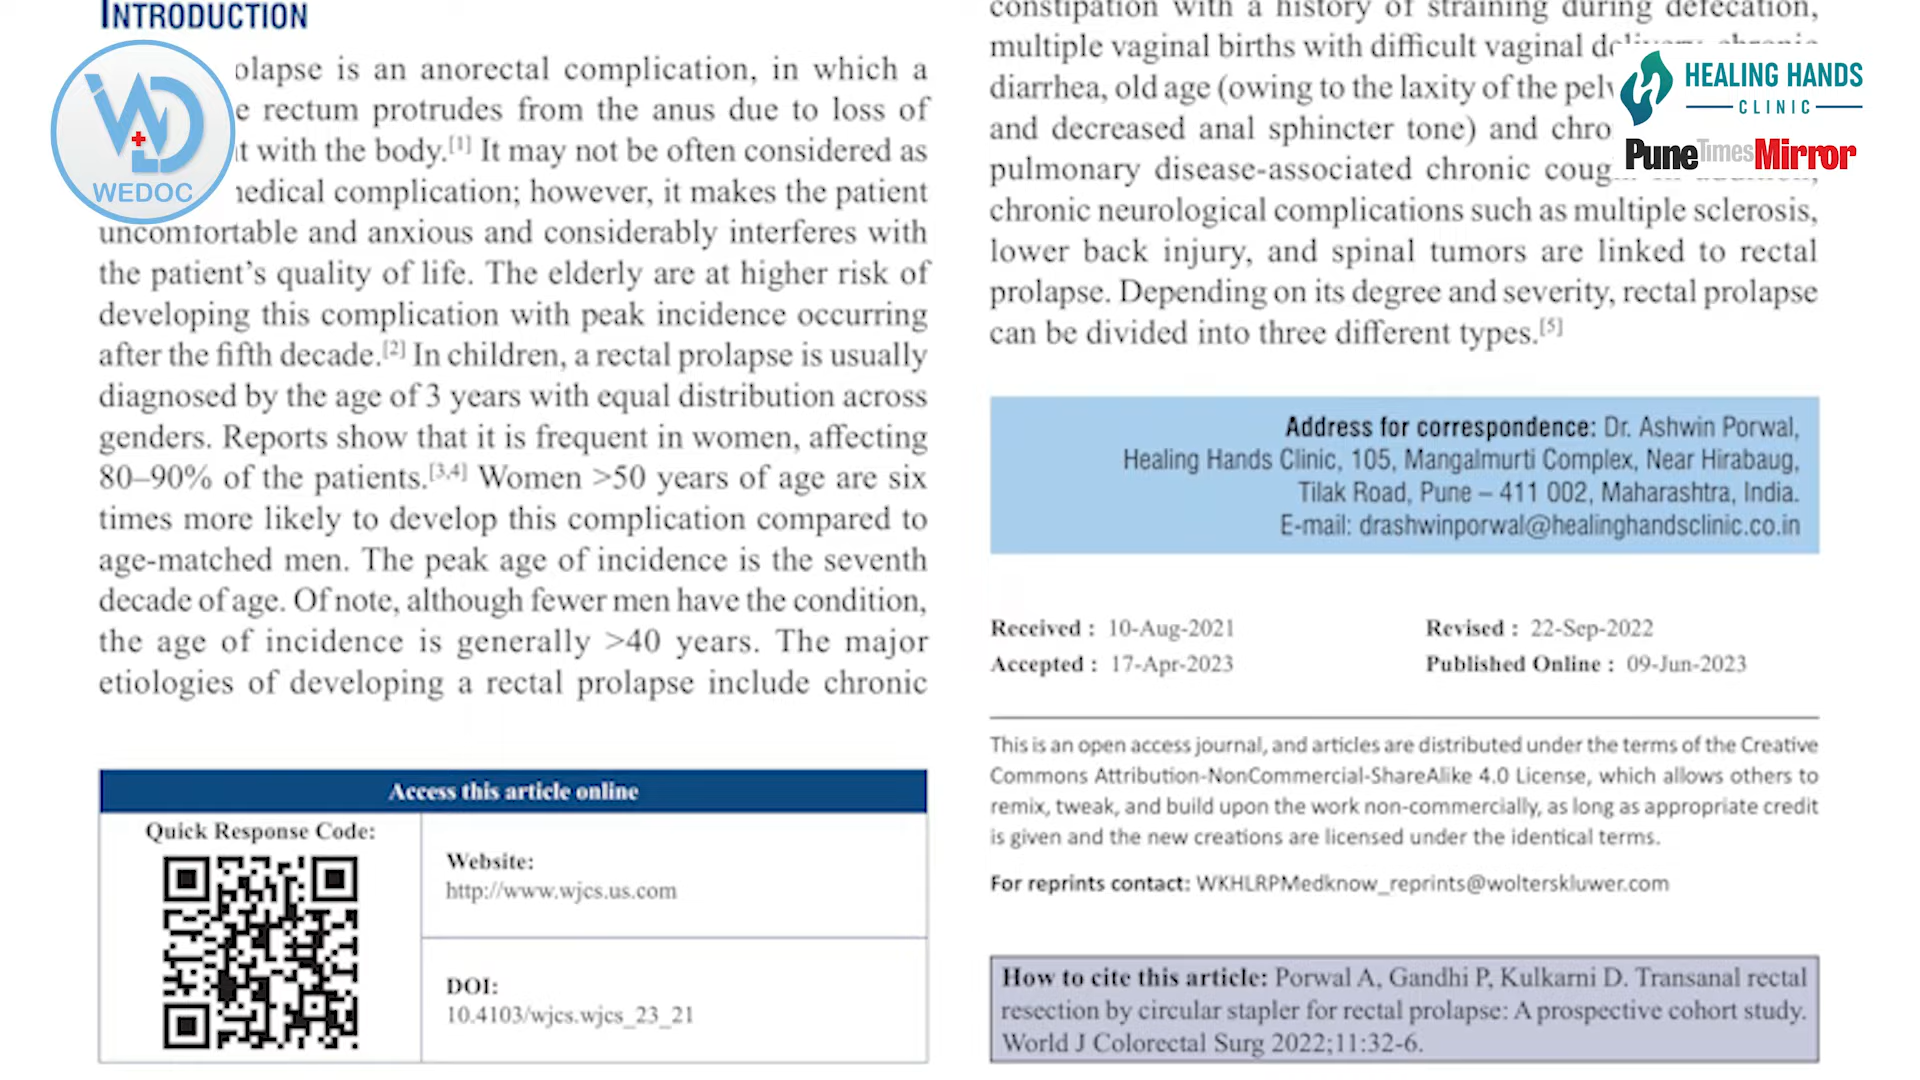 INTRODUCTION
olapse is an anorectal complication, in which a
e rectum protrudes from the anus due to loss of
t with the body.[1] It may not be often considered as
medical complication; however, it makes the patient
uncomfortable and anxious and considerably interferes with
the patient's quality of life. The elderly are at higher risk of
developing this complication with peak incidence occurring
after the fifth decade.[2] In children, a rectal prolapse is usually
diagnosed by the age of 3 years with equal distribution across
genders. Reports show that it is frequent in women, affecting
80–90% of the patients.[3,4] Women >50 years of age are six
times more likely to develop this complication compared to
age-matched men. The peak age of incidence is the seventh
decade of age. Of note, although fewer men have the condition,
the age of incidence is generally >40 years. The major
etiologies of developing a rectal prolapse include chronic
WEDOC
Access this article online
Quick Response Code:
Website:
http://www.wjcs.us.com
DOI:
10.4103/wjcs.wjcs_23_21
constipation with a history of straining during defecation,
multiple vaginal births with difficult vaginal delivery, chronic
diarrhea, old age (owing to the laxity of the pelv
and decreased anal sphincter tone) and chro
pulmonary disease-associated chronic coug
chronic neurological complications such as multiple sclerosis,
lower back injury, and spinal tumors are linked to rectal
prolapse. Depending on its degree and severity, rectal prolapse
can be divided into three different types.[5]
HEALING HANDS
CLINIC
PuneTimesMirror
Address for correspondence: Dr. Ashwin Porwal,
Healing Hands Clinic, 105, Mangalmurti Complex, Near Hirabaug,
Tilak Road, Pune – 411 002, Maharashtra, India.
E-mail: drashwinporwal@healinghandsclinic.co.in
Received : 10-Aug-2021
Revised : 22-Sep-2022
Accepted : 17-Apr-2023
Published Online : 09-Jun-2023
This is an open access journal, and articles are distributed under the terms of the Creative
Commons Attribution-NonCommercial-ShareAlike 4.0 License, which allows others to
remix, tweak, and build upon the work non-commercially, as long as appropriate credit
is given and the new creations are licensed under the identical terms.
For reprints contact: WKHLRPMedknow_reprints@wolterskluwer.com
How to cite this article: Porwal A, Gandhi P, Kulkarni D. Transanal rectal
resection by circular stapler for rectal prolapse: A prospective cohort study.
World J Colorectal Surg 2022;11:32-6.